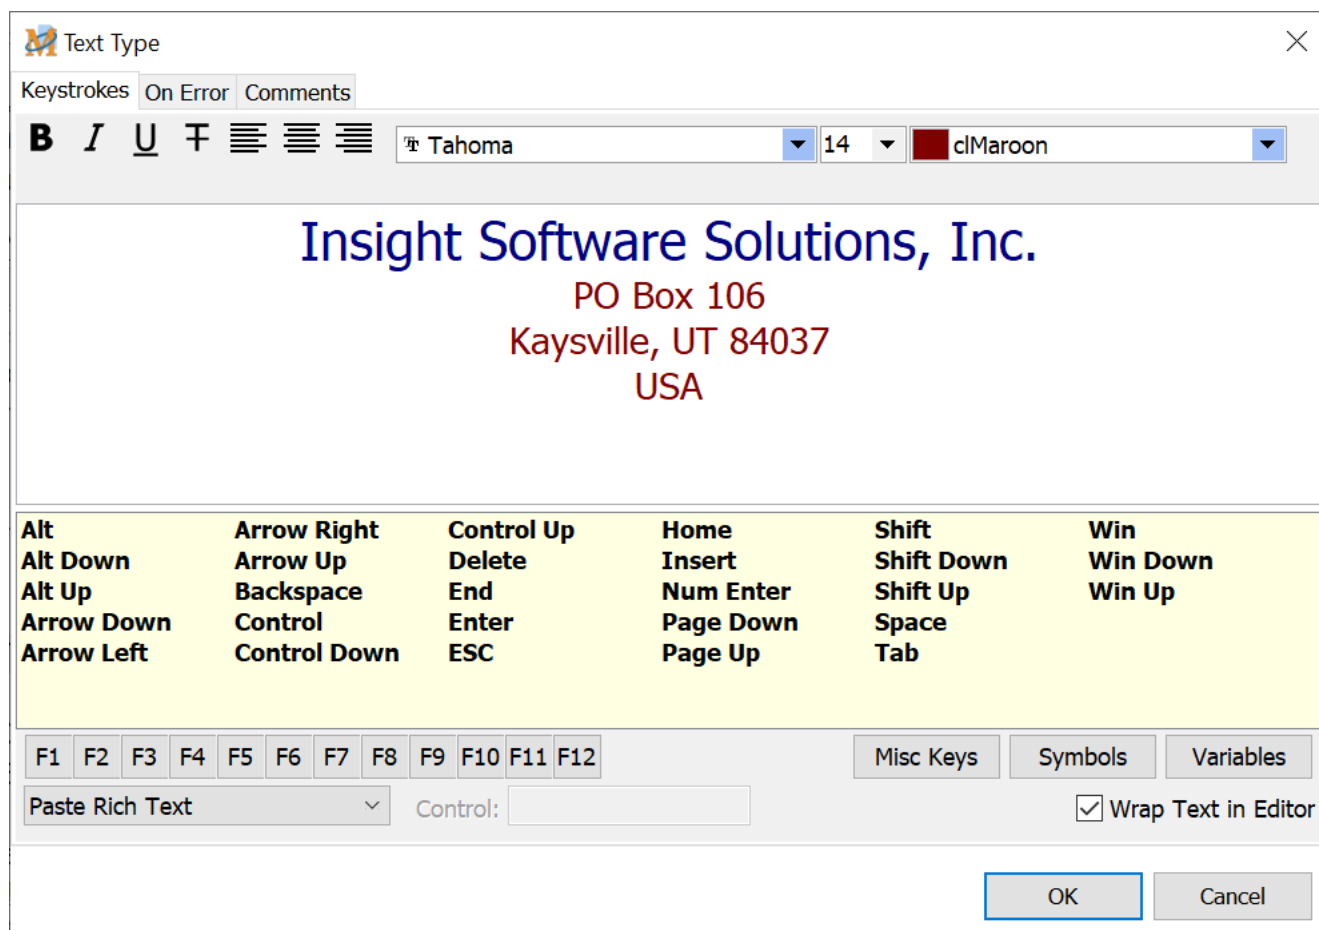 Text Type
Keystrokes On Error Comments
B I U T Tahoma 14 clMaroon
Insight Software Solutions, Inc.
PO Box 106
Kaysville, UT 84037
USA
Alt Arrow Right Control Up Home Shift Win
Alt Down Arrow Up Delete Insert Shift Down Win Down
Alt Up Backspace End Num Enter Shift Up Win Up
Arrow Down Control Enter Page Down Space
Arrow Left Control Down ESC Page Up Tab
F1 F2 F3 F4 F5 F6 F7 F8 F9 F10 F11 F12 Misc Keys Symbols Variables
Paste Rich Text Control: Wrap Text in Editor
OK Cancel